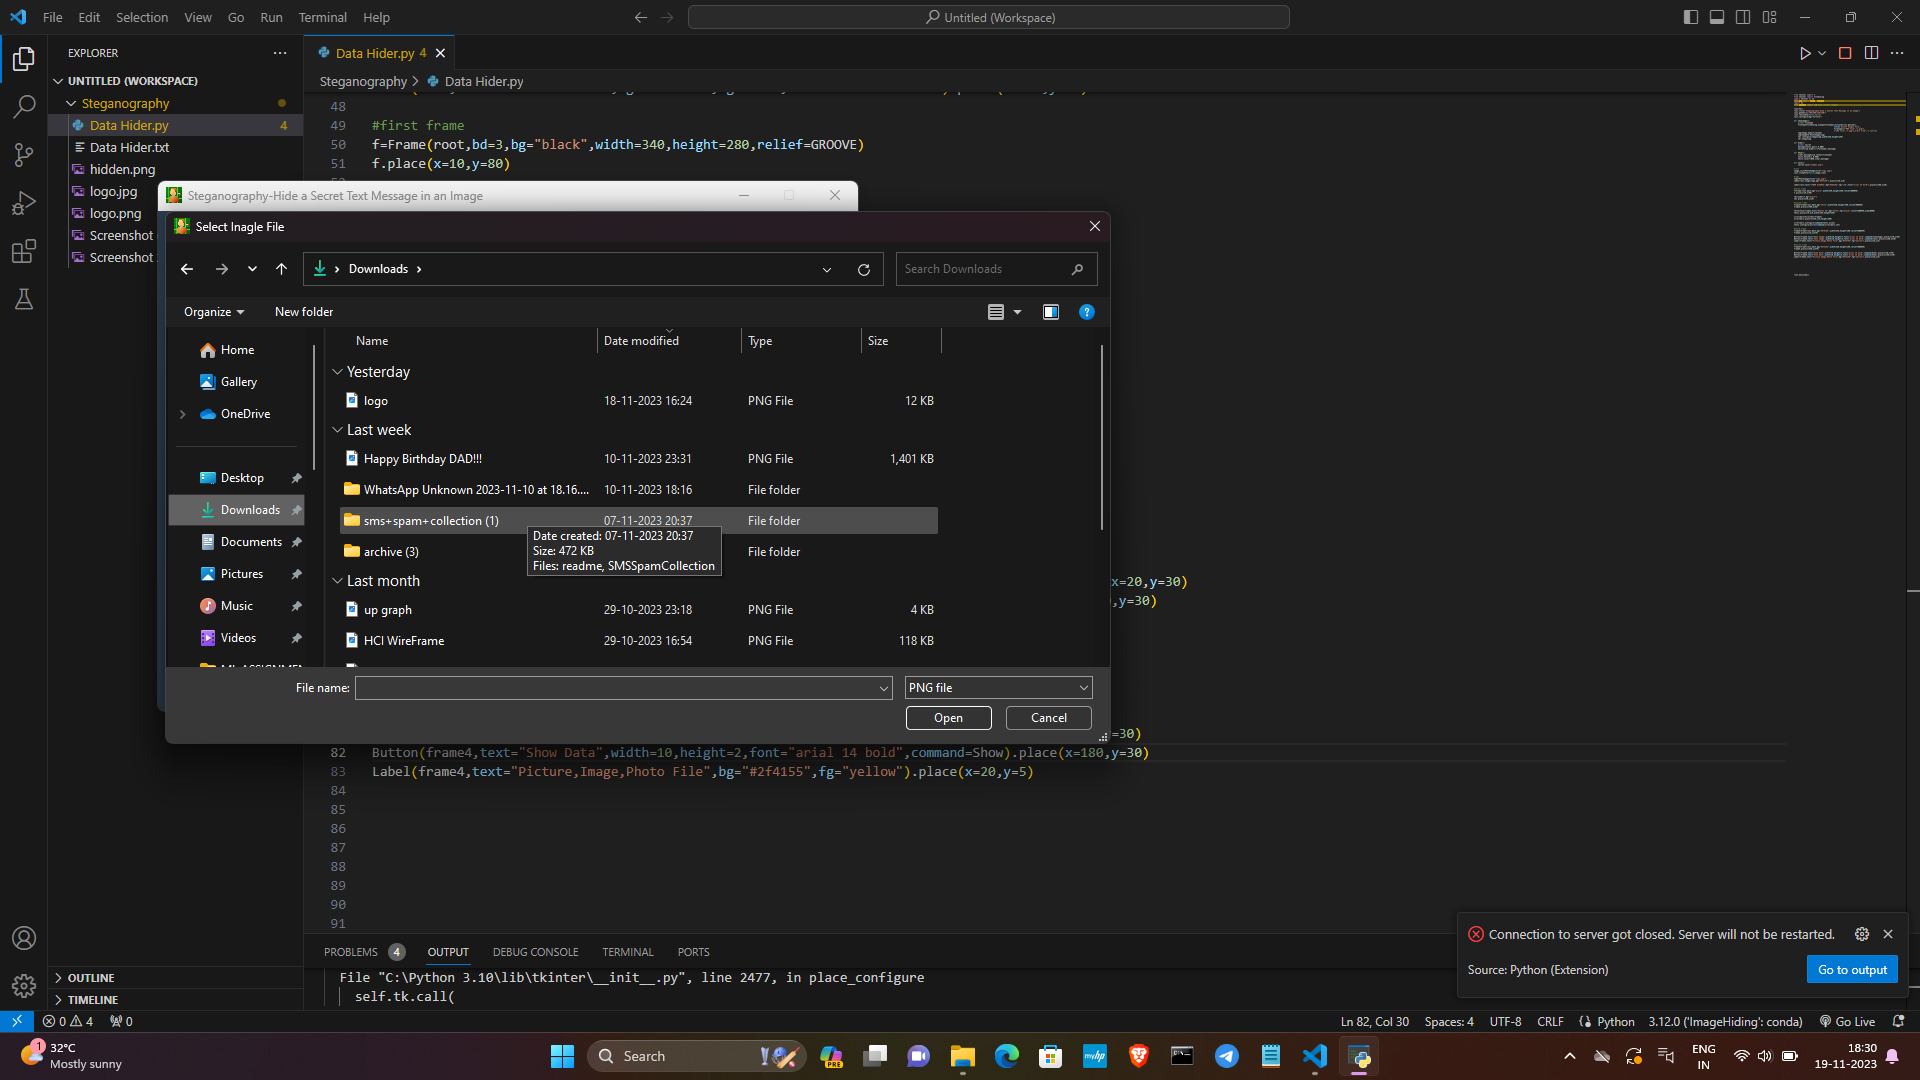 File Edit Selection View Go Run Terminal Help
Untitled (Workspace)
EXPLORER
UNTITLED (WORKSPACE)
Steganography
Data Hider.py 4
Data Hider.txt
hidden.png
logo.jpg
logo.png
Screenshot
Screenshot
OUTLINE
TIMELINE
Data Hider.py 4
Steganography > Data Hider.py
48
49 #first frame
50 f=Frame(root,bd=3,bg="black",width=340,height=280,relief=GROOVE)
51 f.place(x=10,y=80)
Steganography-Hide a Secret Text Message in an Image
Select Inagle File
Downloads
Search Downloads
Organize New folder
Home
Gallery
OneDrive
Desktop
Downloads
Documents
Pictures
Music
Videos
Name Date modified Type Size
Yesterday
logo 18-11-2023 16:24 PNG File 12 KB
Last week
Happy Birthday DAD!!! 10-11-2023 23:31 PNG File 1,401 KB
WhatsApp Unknown 2023-11-10 at 18.16.... 10-11-2023 18:16 File folder
sms+spam+collection (1) 07-11-2023 20:37 File folder
archive (3) File folder
Date created: 07-11-2023 20:37
Size: 472 KB
Files: readme, SMSSpamCollection
Last month
up graph 29-10-2023 23:18 PNG File 4 KB
HCI WireFrame 29-10-2023 16:54 PNG File 118 KB
File name: PNG file
Open Cancel
x=20,y=30)
,y=30)
=30)
82 Button(frame4,text="Show Data",width=10,height=2,font="arial 14 bold",command=Show).place(x=180,y=30)
83 Label(frame4,text="Picture,Image,Photo File",bg="#2f4155",fg="yellow").place(x=20,y=5)
84
85
86
87
88
89
90
91
PROBLEMS 4 OUTPUT DEBUG CONSOLE TERMINAL PORTS
File "C:\Python 3.10\lib\tkinter\__init__.py", line 2477, in place_configure
self.tk.call(
Connection to server got closed. Server will not be restarted.
Source: Python (Extension) Go to output
0 4 0
Ln 82, Col 30 Spaces: 4 UTF-8 CRLF Python 3.12.0 ('ImageHiding': conda) Go Live
1
32°C
Mostly sunny
Search
PRE
myhp
ENG
IN
18:30
19-11-2023